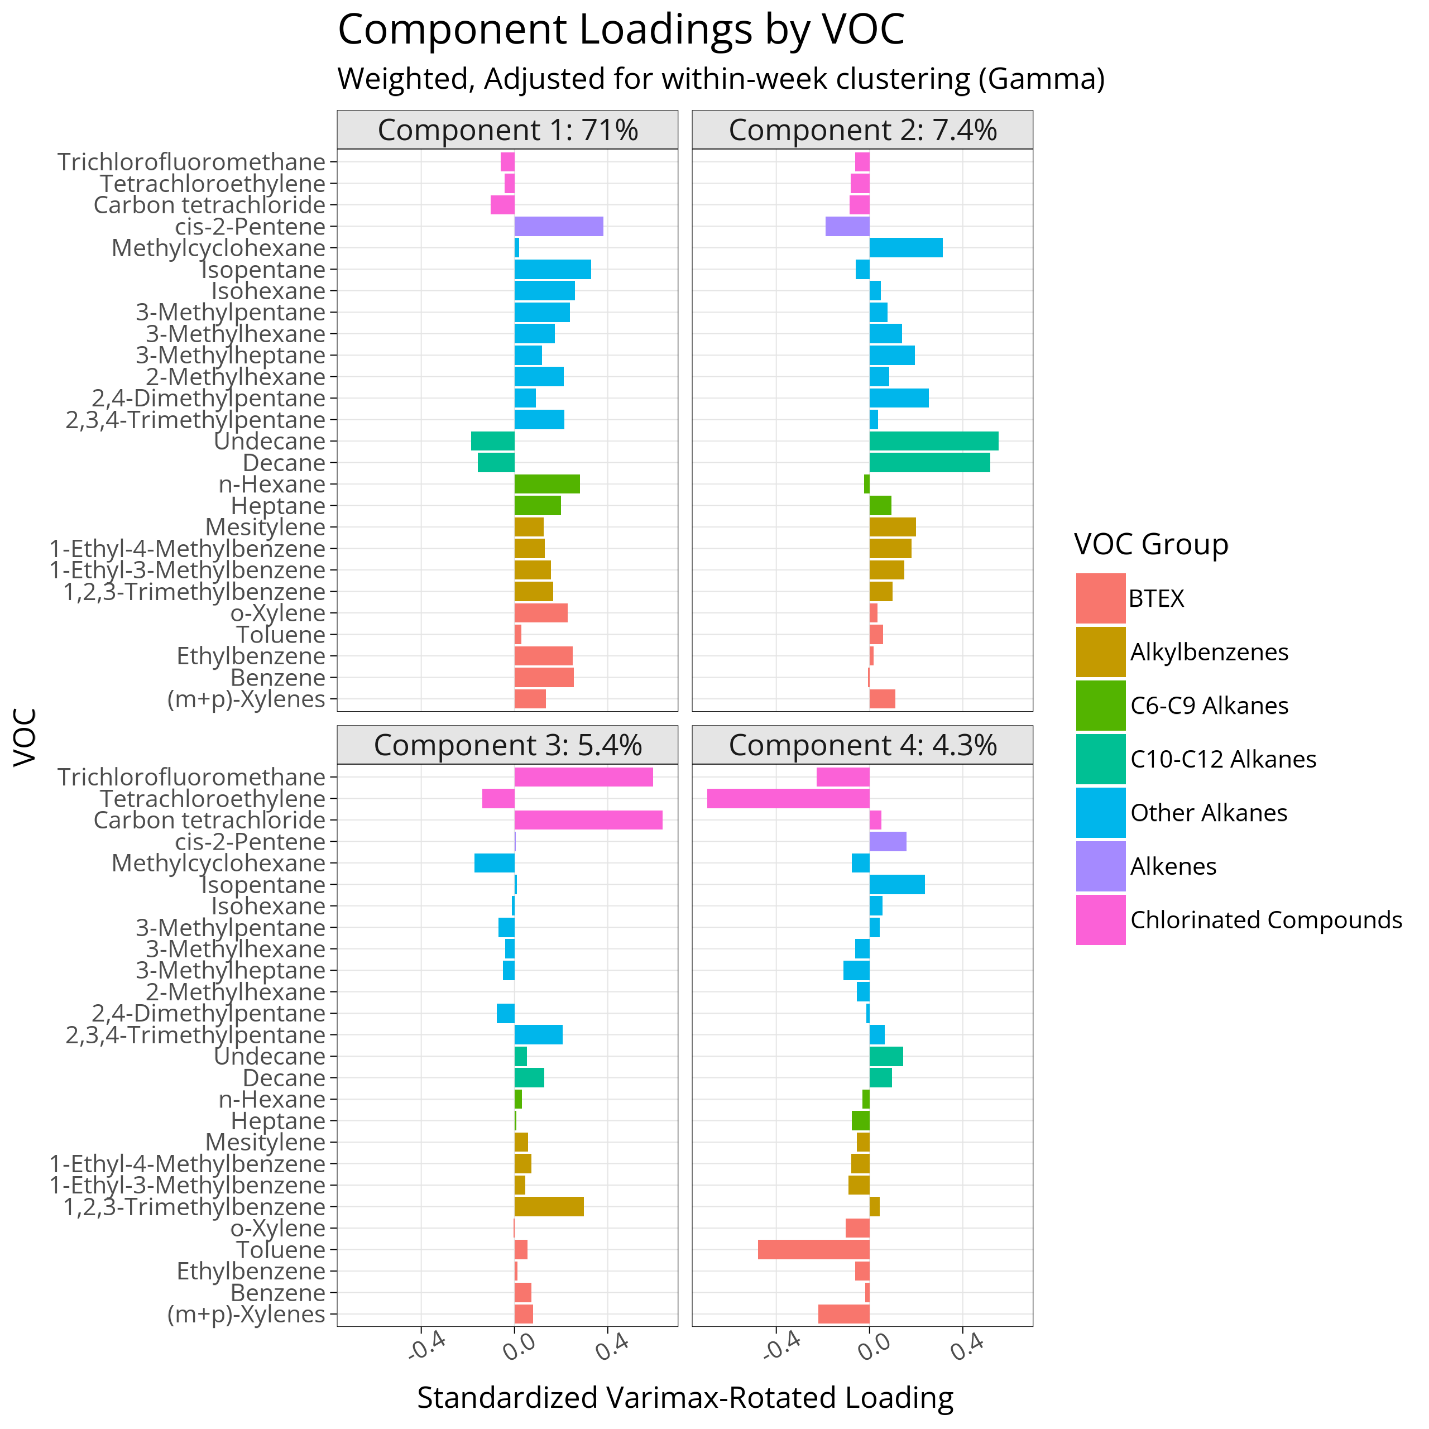 Component Loadings by VOC
Weighted, Adjusted for within-week clustering (Gamma)
Component 1: 71%
Component 2: 7.4%
Trichlorofluoromethane
Tetrachloroethylene
Carbon tetrachloride
cis-2-Pentene
Methylcyclohexane
Isopentane
Isohexane
3-Methylpentane
3-Methylhexane
3-Methylheptane
2-Methylhexane
2,4-Dimethylpentane
2,3,4-Trimethylpentane
Undecane
Decane
n-Hexane
Heptane
Mesitylene
1-Ethyl-4-Methylbenzene
1-Ethyl-3-Methylbenzene
1,2,3-Trimethylbenzene
o-Xylene
Toluene
Ethylbenzene
Benzene
(m+p)-Xylenes
VOC
Component 3: 5.4%
Component 4: 4.3%
Trichlorofluoromethane
Tetrachloroethylene
Carbon tetrachloride
cis-2-Pentene
Methylcyclohexane
Isopentane
Isohexane
3-Methylpentane
3-Methylhexane
3-Methylheptane
2-Methylhexane
2,4-Dimethylpentane
2,3,4-Trimethylpentane
Undecane
Decane
n-Hexane
Heptane
Mesitylene
1-Ethyl-4-Methylbenzene
1-Ethyl-3-Methylbenzene
1,2,3-Trimethylbenzene
o-Xylene
Toluene
Ethylbenzene
Benzene
(m+p)-Xylenes
-0.4 0.0 0.4
-0.4 0.0 0.4
Standardized Varimax-Rotated Loading
VOC Group
BTEX
Alkylbenzenes
C6-C9 Alkanes
C10-C12 Alkanes
Other Alkanes
Alkenes
Chlorinated Compounds